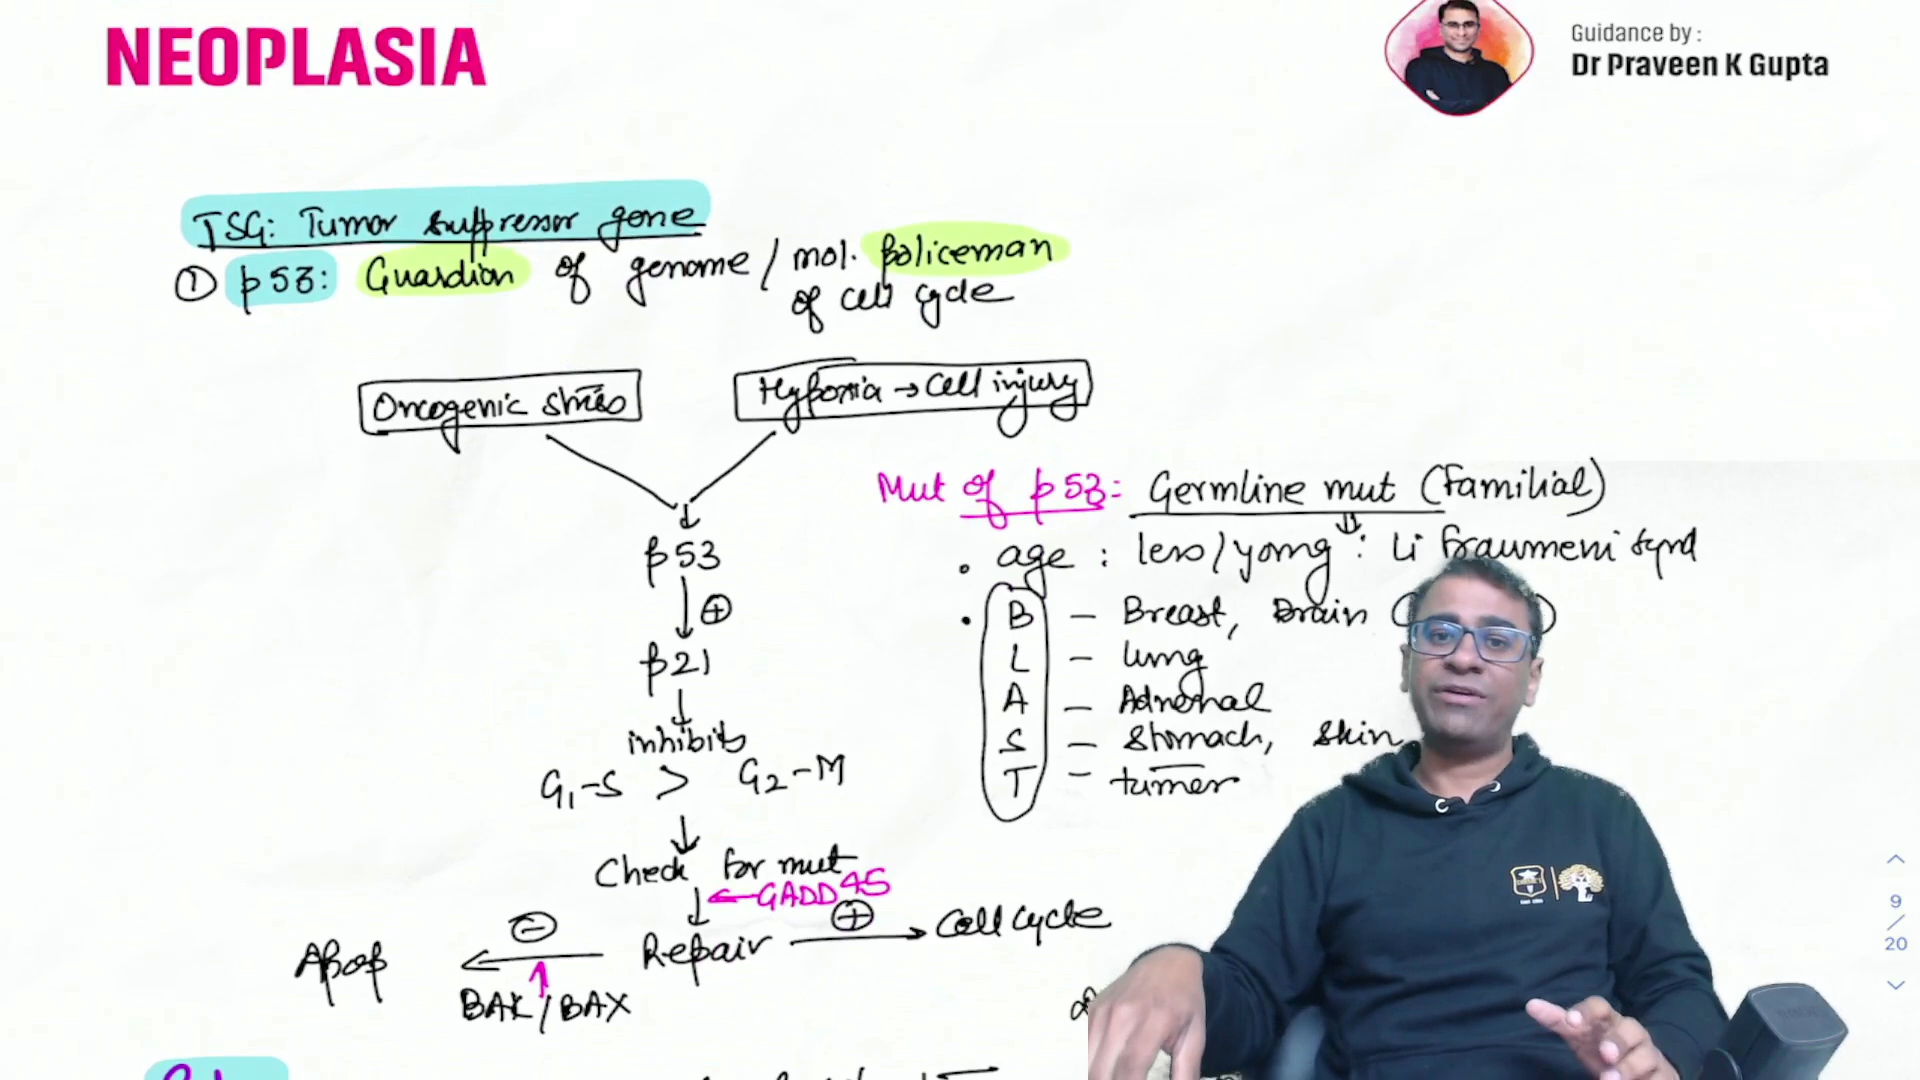 NEOPLASIA
Guidance by :
Dr Praveen K Gupta
TSG: Tumor suppressor gene
① p53: Guardian of genome / mol. policeman
of cell cycle
Oncogenic stress
Hypoxia → cell injury
p53
⊕
p21
inhibits
G1-S > G2-M
Check for mut
← GADD45
Repair
⊕
Cell cycle
⊖
Apop
BAK / BAX
Mut of p53: Germline mut (Familial)
• age : less/young : Li fraumeni synd
• B – Breast, Brain (
L – lung
A – Adrenal
S – Stomach, skin
T – tumor
9
/
20